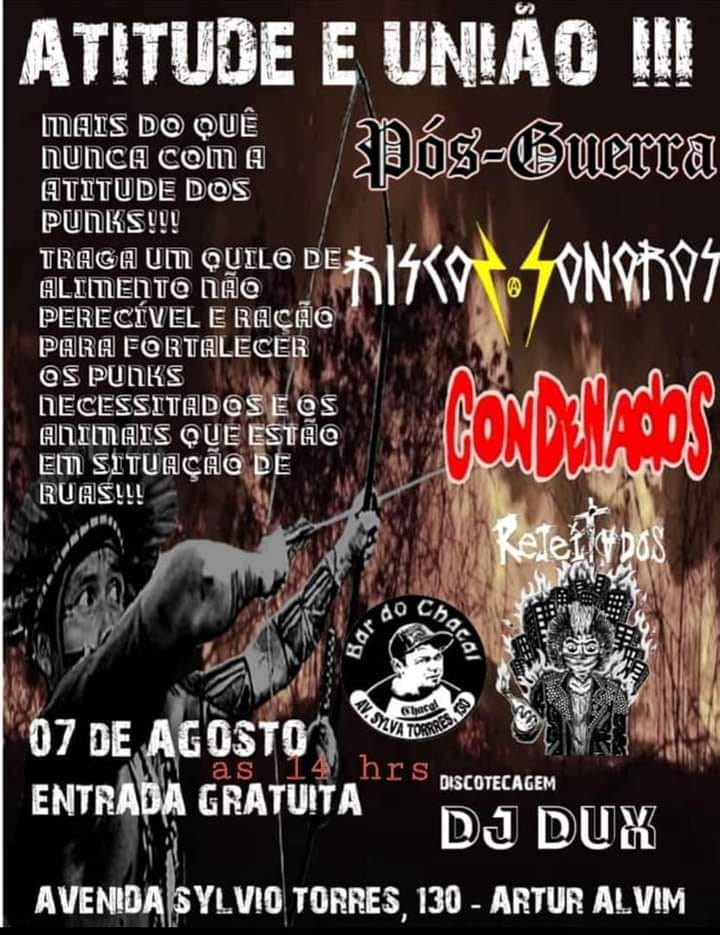 ATITUDE E UNIÃO III
MAIS DO QUÊ
NUNCA COM A
ATITUDE DOS
PUNKS!!!
TRAGA UM QUILO DE
ALIMENTO NÃO
PERECÍVEL E RAÇÃO
PARA FORTALECER
OS PUNKS
NECESSITADOS E OS
ANIMAIS QUE ESTÃO
EM SITUAÇÃO DE
RUAS!!!
Pós-Guerra
RISCOS SONOROS
CONDENADOS
REJEITADOS
Bar do Chacal
Chacal
AV. SYLVA TORRRES, 130
07 DE AGOSTO
as 14 hrs
ENTRADA GRATUITA
DISCOTECAGEM
DJ DUX
AVENIDA SYLVIO TORRES, 130 - ARTUR ALVIM